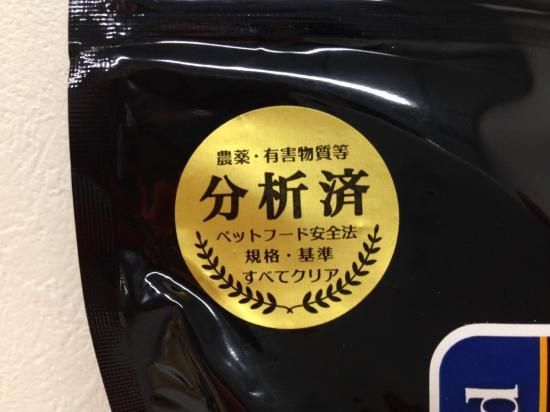 農薬・有害物質等
分析済
ペットフード安全法
規格・基準
すべてクリア